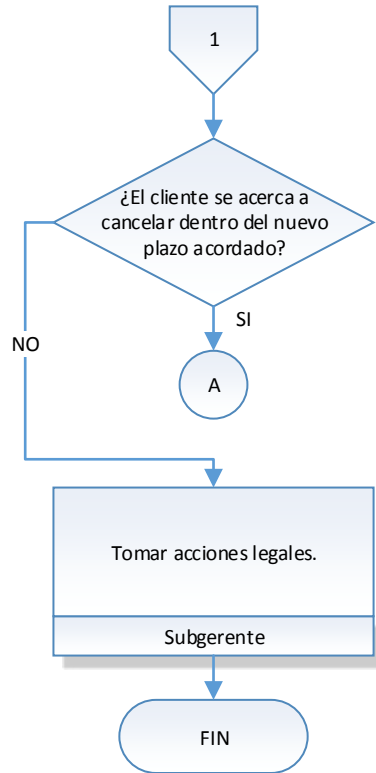 1
¿El cliente se acerca a
cancelar dentro del nuevo
plazo acordado?
SI
NO
A
Tomar acciones legales.
Subgerente
FIN